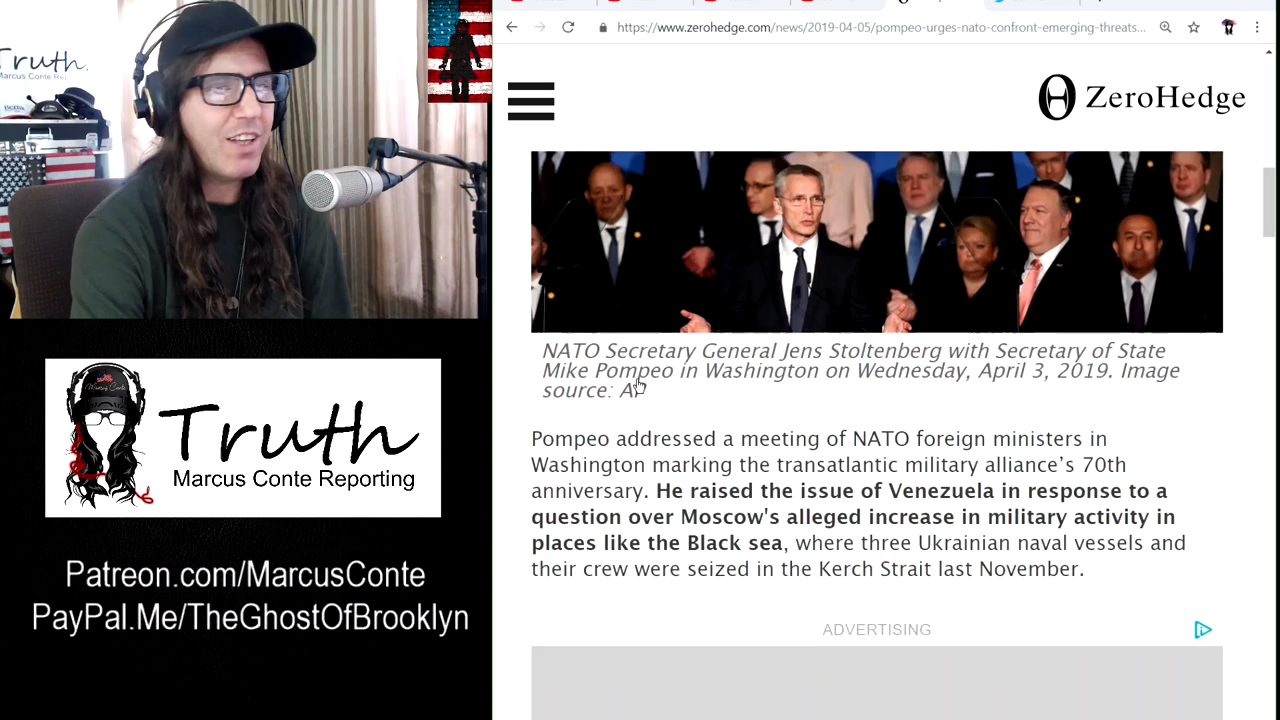 Truth.
Marcus Conte Rep
https://www.zerohedge.com/news/2019-04-05/pompeo-urges-nato-confront-emerging-threats...
ZeroHedge
NATO Secretary General Jens Stoltenberg with Secretary of State
Mike Pompeo in Washington on Wednesday, April 3, 2019. Image
source:
Pompeo addressed a meeting of NATO foreign ministers in
Washington marking the transatlantic military alliance’s 70th
anniversary. He raised the issue of Venezuela in response to a
question over Moscow's alleged increase in military activity in
places like the Black sea, where three Ukrainian naval vessels and
their crew were seized in the Kerch Strait last November.
ADVERTISING
Truth
Marcus Conte Reporting
Patreon.com/MarcusConte
PayPal.Me/TheGhostOfBrooklyn